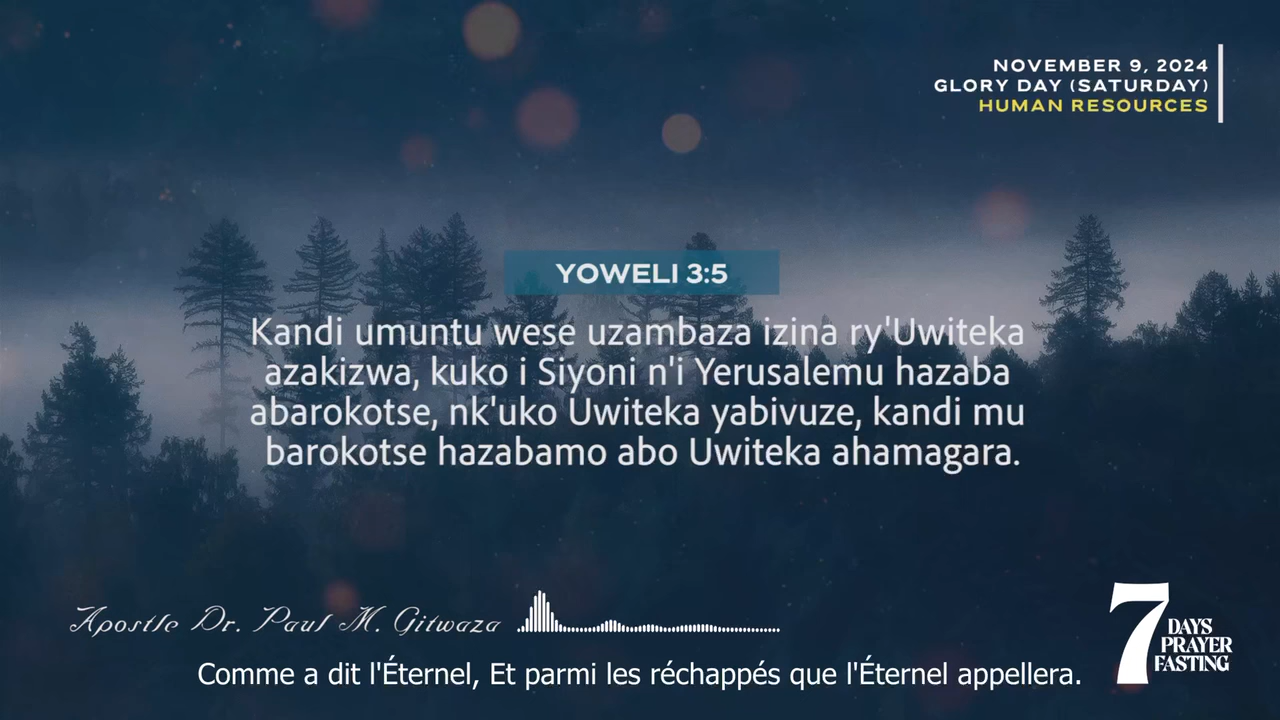 NOVEMBER 9, 2024
GLORY DAY (SATURDAY)
HUMAN RESOURCES
YOWELI 3:5
Kandi umuntu wese uzambaza izina ry'Uwiteka
azakizwa, kuko i Siyoni n'i Yerusalemu hazaba
abarokotse, nk'uko Uwiteka yabivuze, kandi mu
barokotse hazabamo abo Uwiteka ahamagara.
Apostle Dr. Paul M. Gitwaza
7 DAYS
PRAYER
FASTING
Comme a dit l'Éternel, Et parmi les réchappés que l'Éternel appellera.